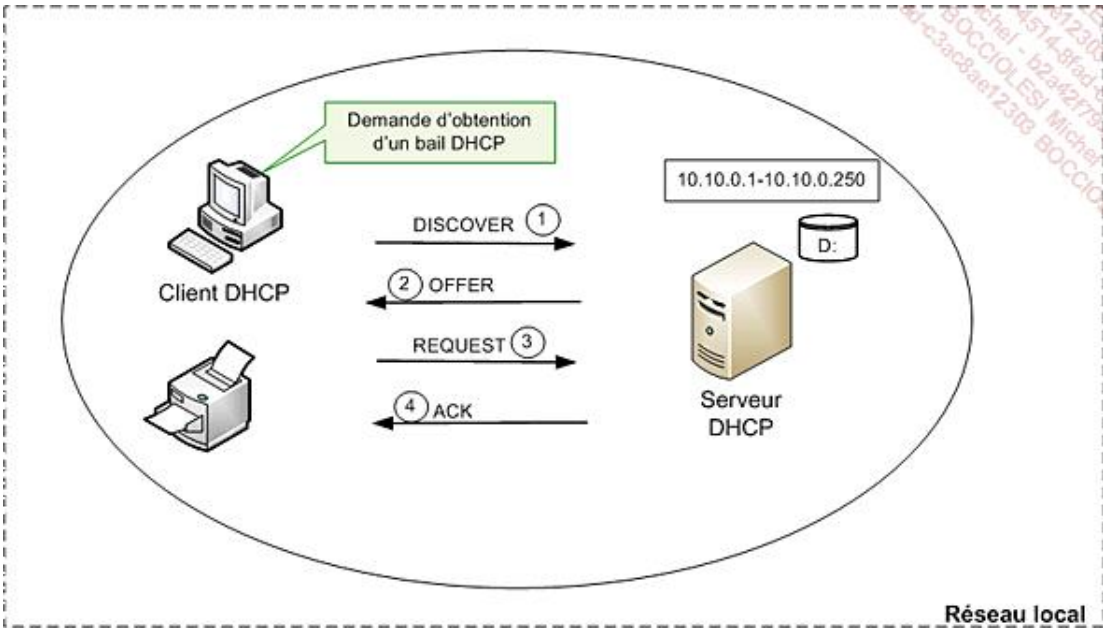 Demande d'obtention
d'un bail DHCP
10.10.0.1-10.10.0.250
D:
DISCOVER 1
Client DHCP
2 OFFER
REQUEST 3
4 ACK
Serveur
DHCP
Réseau local